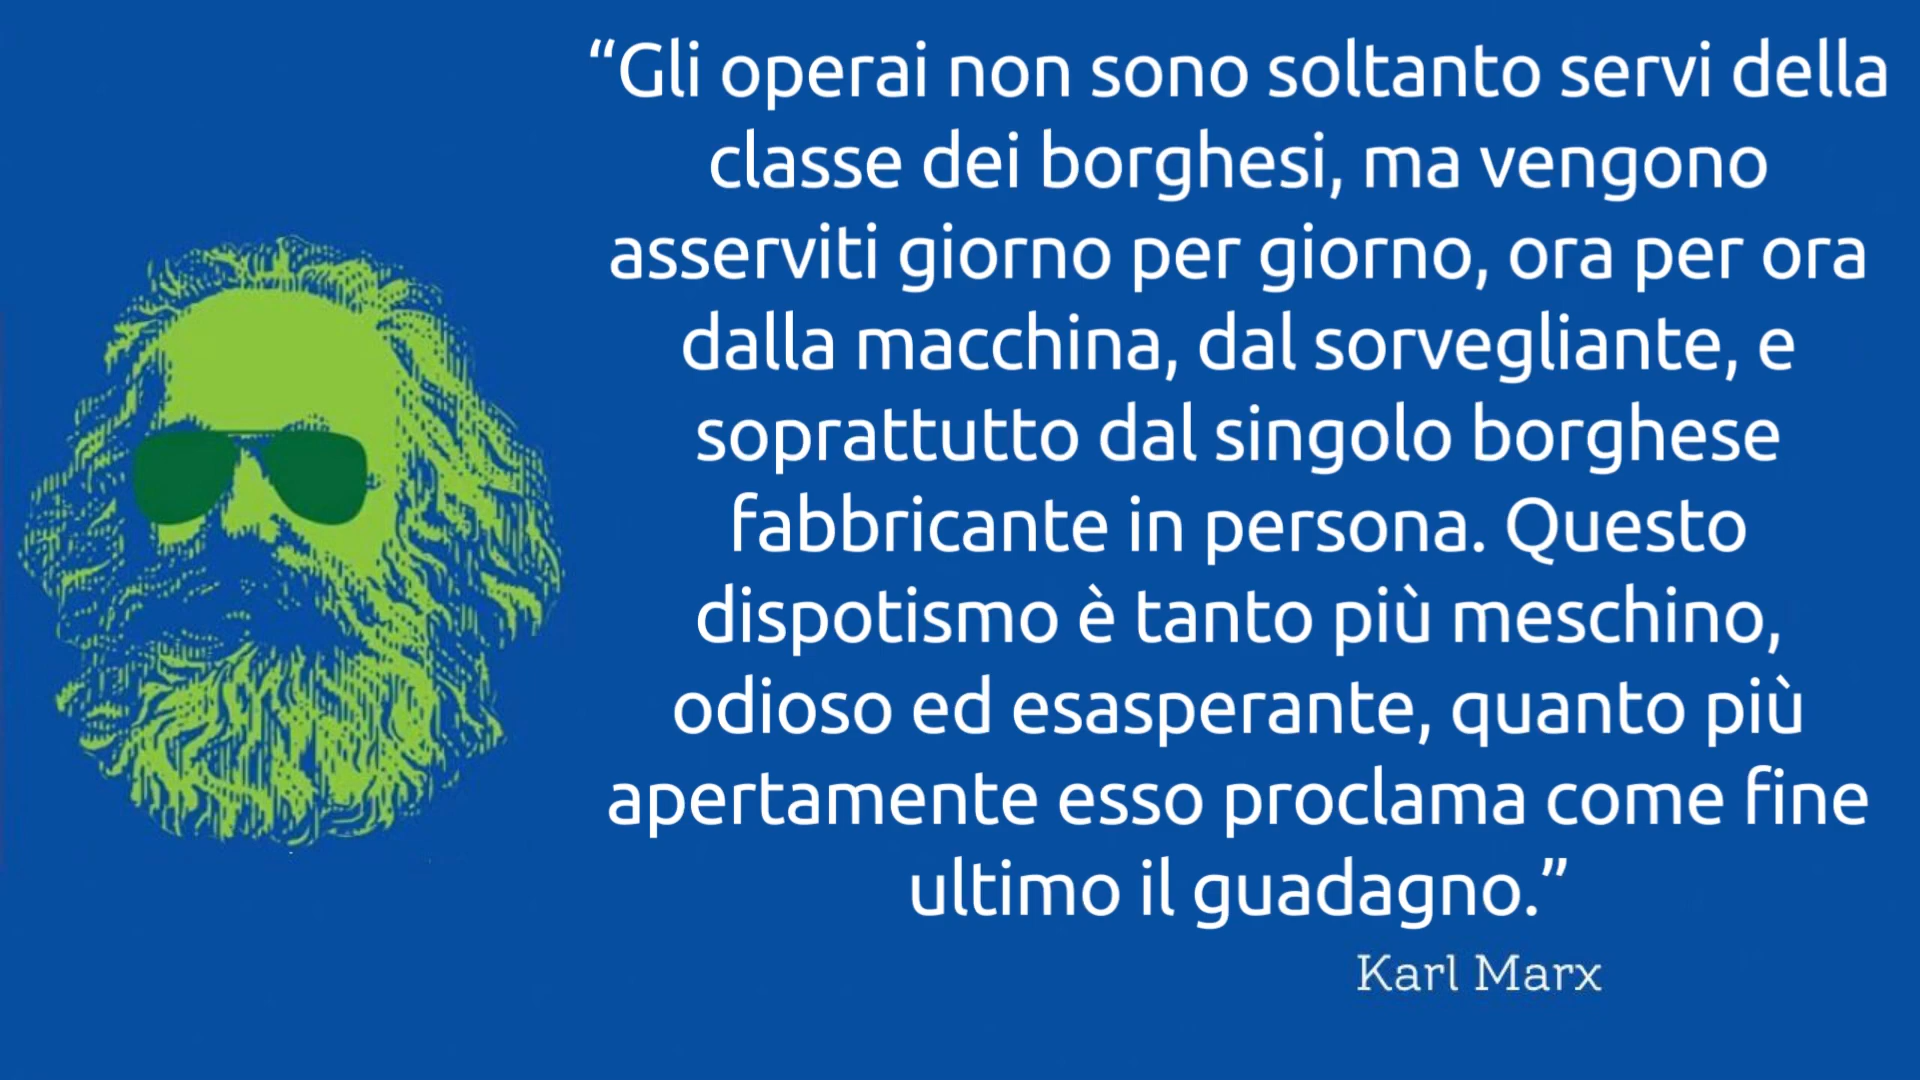 “Gli operai non sono soltanto servi della
classe dei borghesi, ma vengono
asserviti giorno per giorno, ora per ora
dalla macchina, dal sorvegliante, e
soprattutto dal singolo borghese
fabbricante in persona. Questo
dispotismo è tanto più meschino,
odioso ed esasperante, quanto più
apertamente esso proclama come fine
ultimo il guadagno.”
Karl Marx